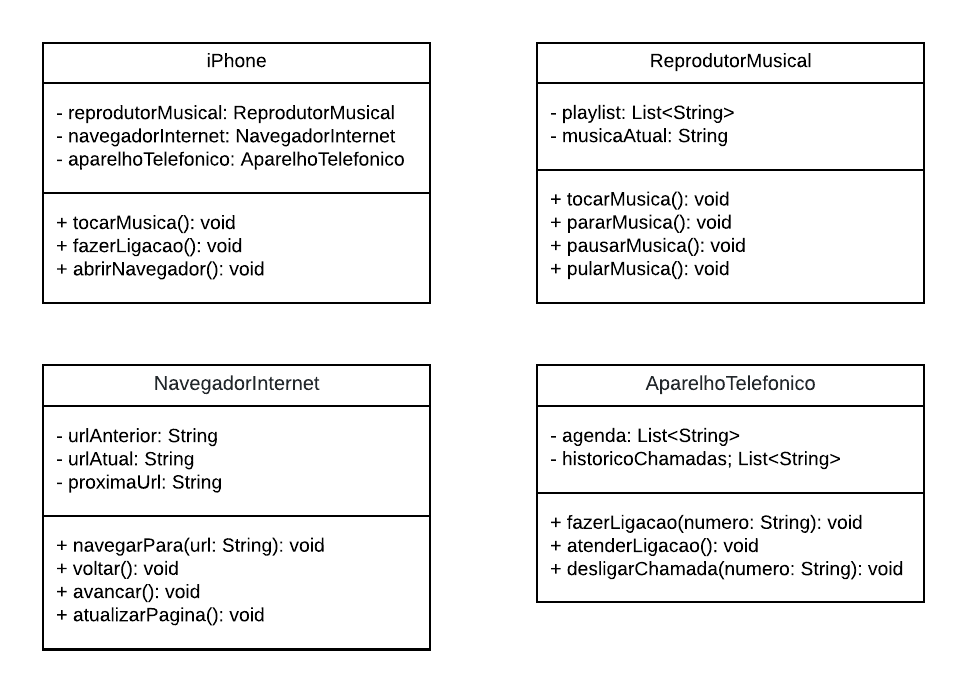 iPhone
- reprodutorMusical: ReprodutorMusical
- navegadorInternet: NavegadorInternet
- aparelhoTelefonico: AparelhoTelefonico
+ tocarMusica(): void
+ fazerLigacao(): void
+ abrirNavegador(): void
ReprodutorMusical
- playlist: List<String>
- musicaAtual: String
+ tocarMusica(): void
+ pararMusica(): void
+ pausarMusica(): void
+ pularMusica(): void
NavegadorInternet
- urlAnterior: String
- urlAtual: String
- proximaUrl: String
+ navegarPara(url: String): void
+ voltar(): void
+ avancar(): void
+ atualizarPagina(): void
AparelhoTelefonico
- agenda: List<String>
- historicoChamadas; List<String>
+ fazerLigacao(numero: String): void
+ atenderLigacao(): void
+ desligarChamada(numero: String): void